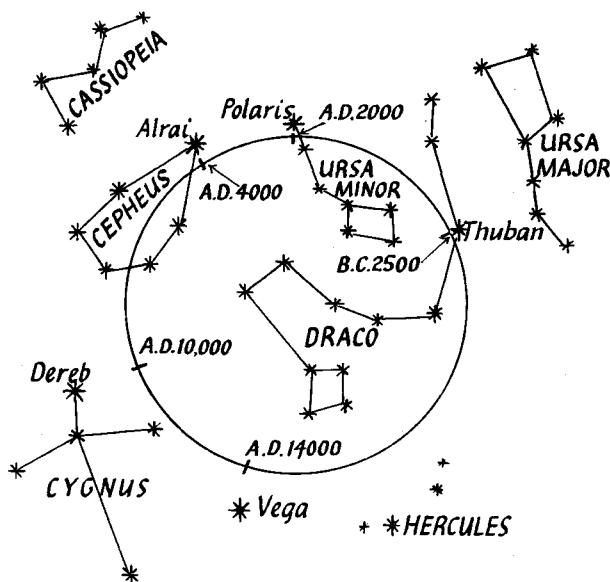 CASSIOPEIA
Alrai
Polaris
A.D.2000
URSA
MAJOR
CEPHEUS
A.D.4000
URSA
MINOR
Thuban
B.C.2500
DRACO
A.D.10,000
Dereb
A.D.14000
CYGNUS
Vega
HERCULES